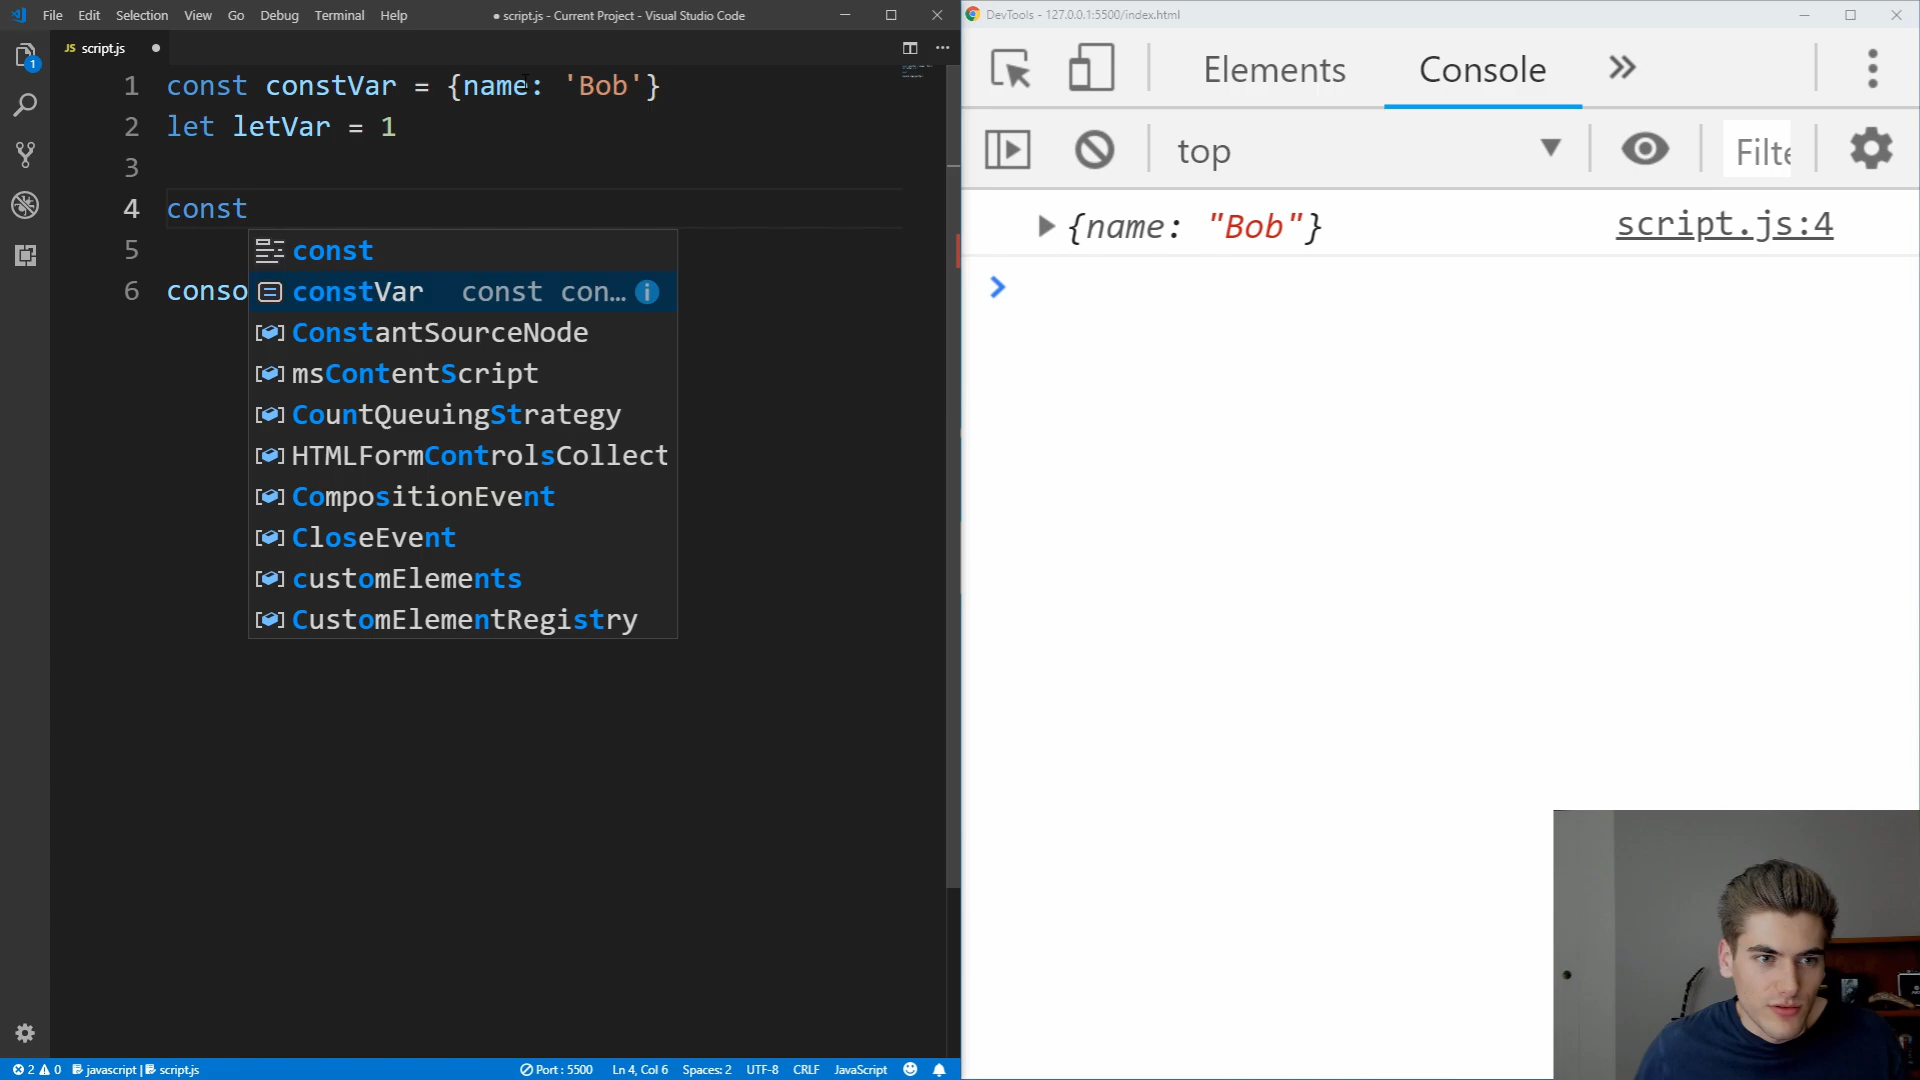 File Edit Selection View Go Debug Terminal Help
● script.js - Current Project - Visual Studio Code
JS script.js
1 const constVar = {name: 'Bob'}
2 let letVar = 1
3
4 const
5
6 conso
const
constVar const con...
ConstantSourceNode
msContentScript
CountQueuingStrategy
HTMLFormControlsCollect
CompositionEvent
CloseEvent
customElements
CustomElementRegistry
1
2 0 javascript | script.js
Port : 5500 Ln 4, Col 6 Spaces: 2 UTF-8 CRLF JavaScript
DevTools - 127.0.0.1:5500/index.html
Elements Console
top Filte
{name: "Bob"} script.js:4